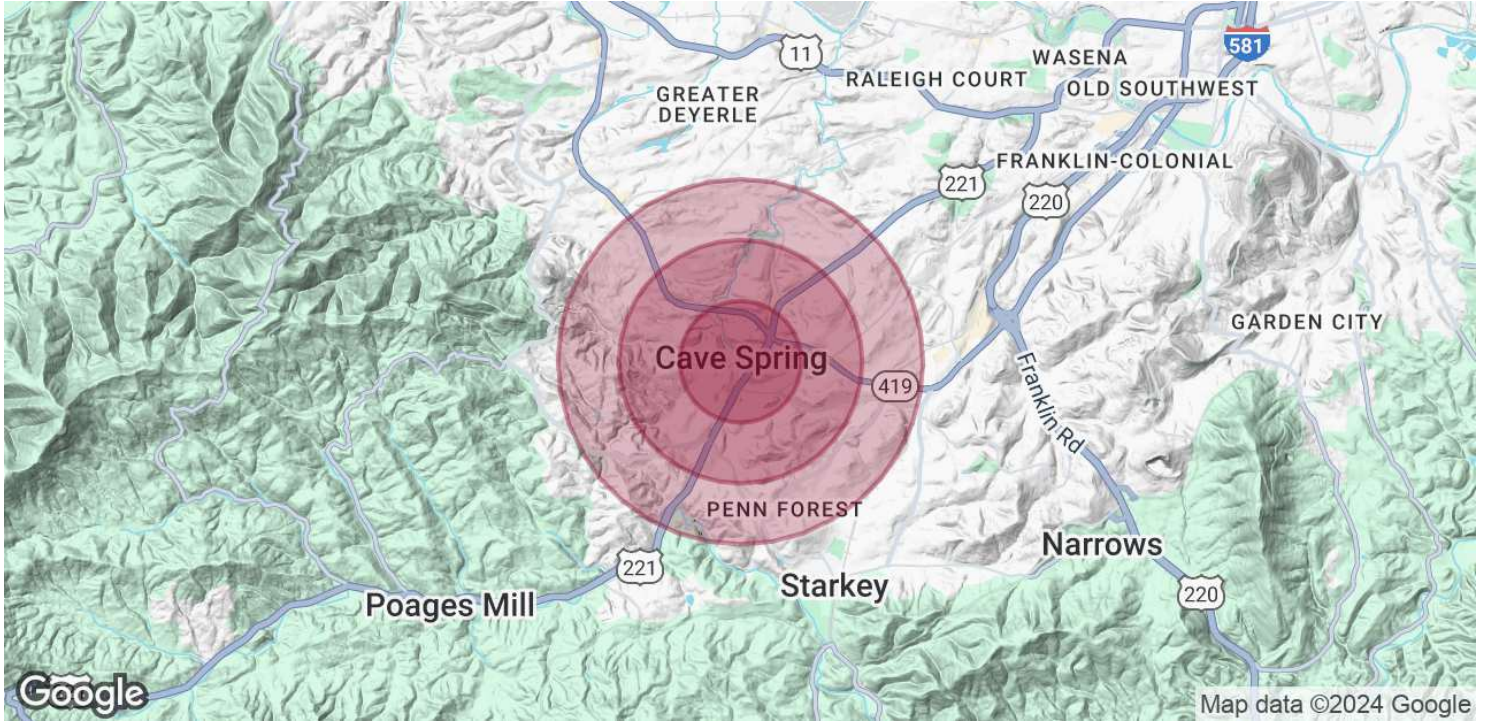 581
11
WASENA
RALEIGH COURT
OLD SOUTHWEST
GREATER
DEYERLE
FRANKLIN-COLONIAL
221
220
GARDEN CITY
Cave Spring
419
Franklin Rd
PENN FOREST
Narrows
221
Starkey
220
Poages Mill
Google
Map data ©2024 Google